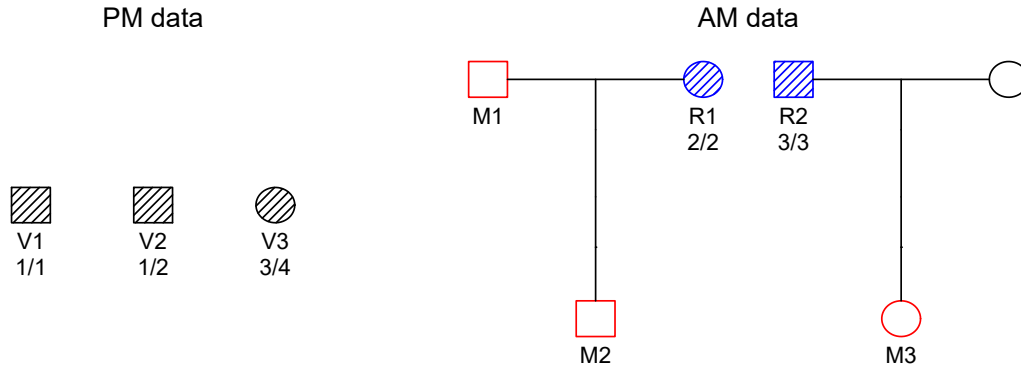 PM data
AM data
M1
R1
2/2
R2
3/3
V1
1/1
V2
1/2
V3
3/4
M2
M3